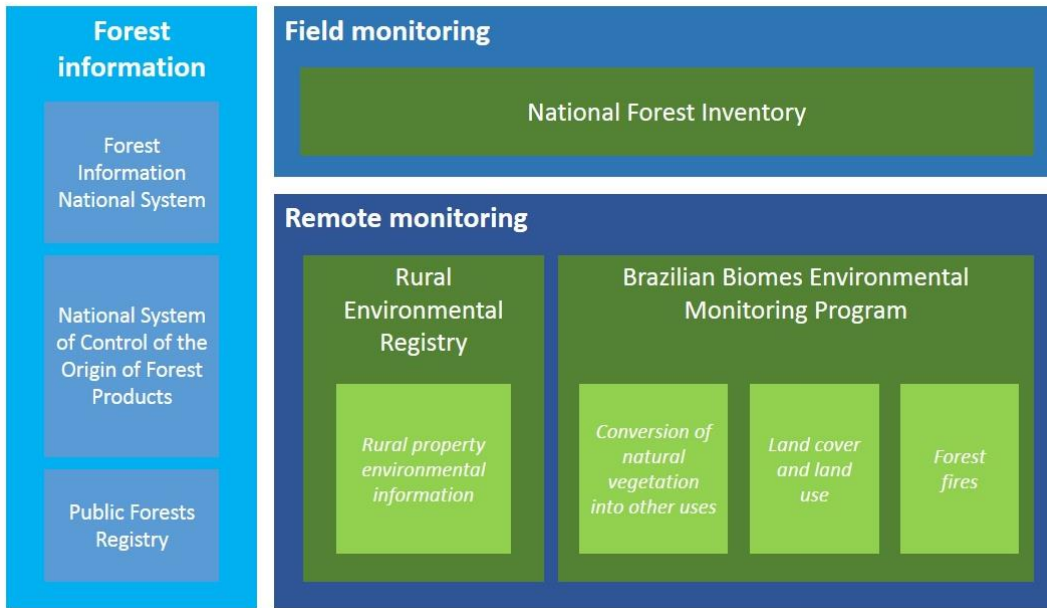 Forest
information
Forest
Information
National System
National System
of Control of the
Origin of Forest
Products
Public Forests
Registry
Field monitoring
National Forest Inventory
Remote monitoring
Rural
Environmental
Registry
Rural property
environmental
information
Brazilian Biomes Environmental
Monitoring Program
Conversion of
natural
vegetation
into other uses
Land cover
and land
use
Forest
fires